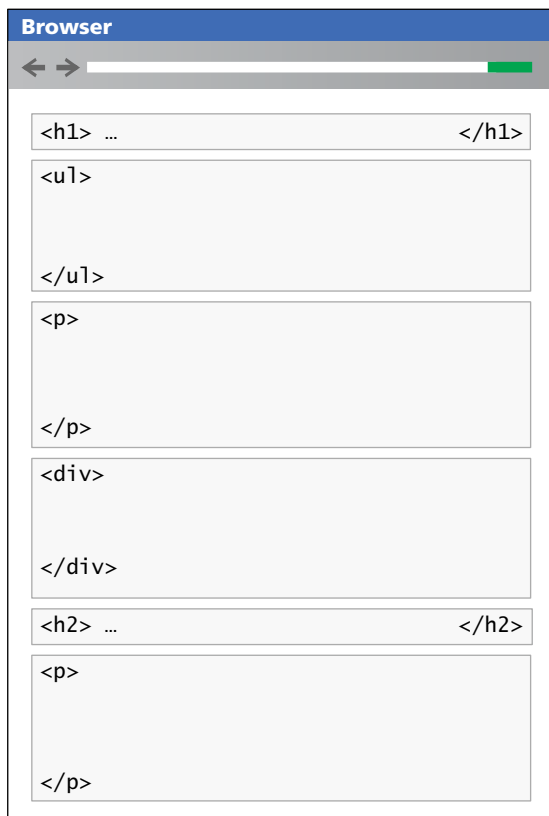 Browser
<h1> … </h1>
<ul>
</ul>
<p>
</p>
<div>
</div>
<h2> … </h2>
<p>
</p>